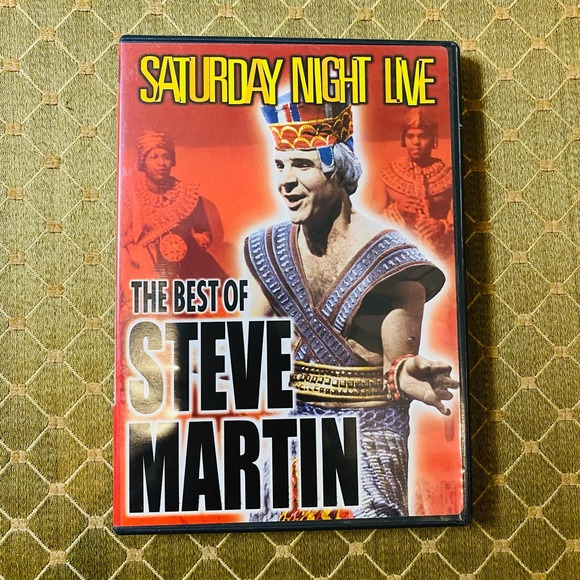 SATURDAY NIGHT LIVE
THE BEST OF
STEVE
MARTIN